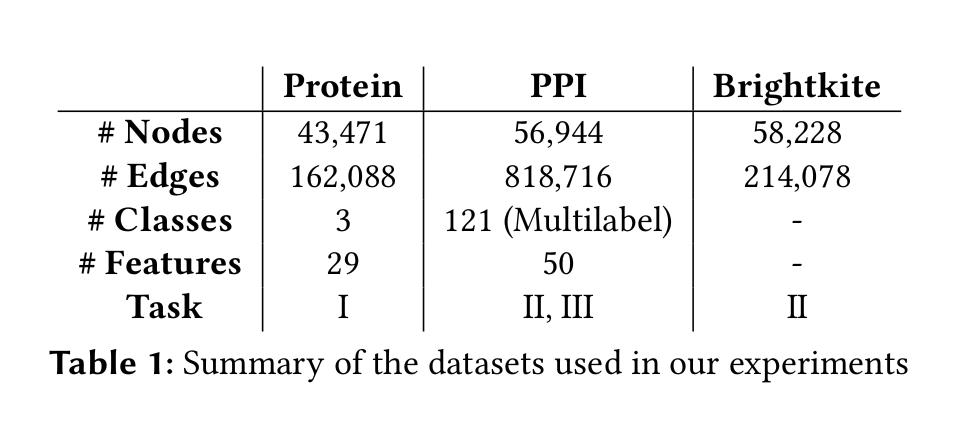 Protein PPI Brightkite
# Nodes 43,471 56,944 58,228
# Edges 162,088 818,716 214,078
# Classes 3 121 (Multilabel) -
# Features 29 50 -
Task I II, III II
Table 1: Summary of the datasets used in our experiments